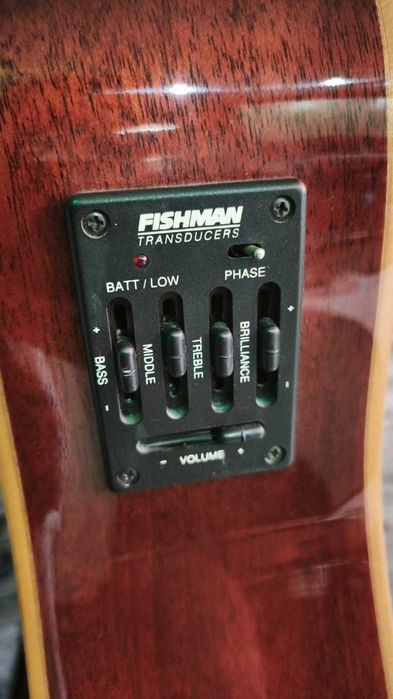 FISHMAN
TRANSDUCERS
BATT / LOW
PHASE
+
+
BASS
MIDDLE
TREBLE
BRILLIANCE
-
-
- VOLUME +